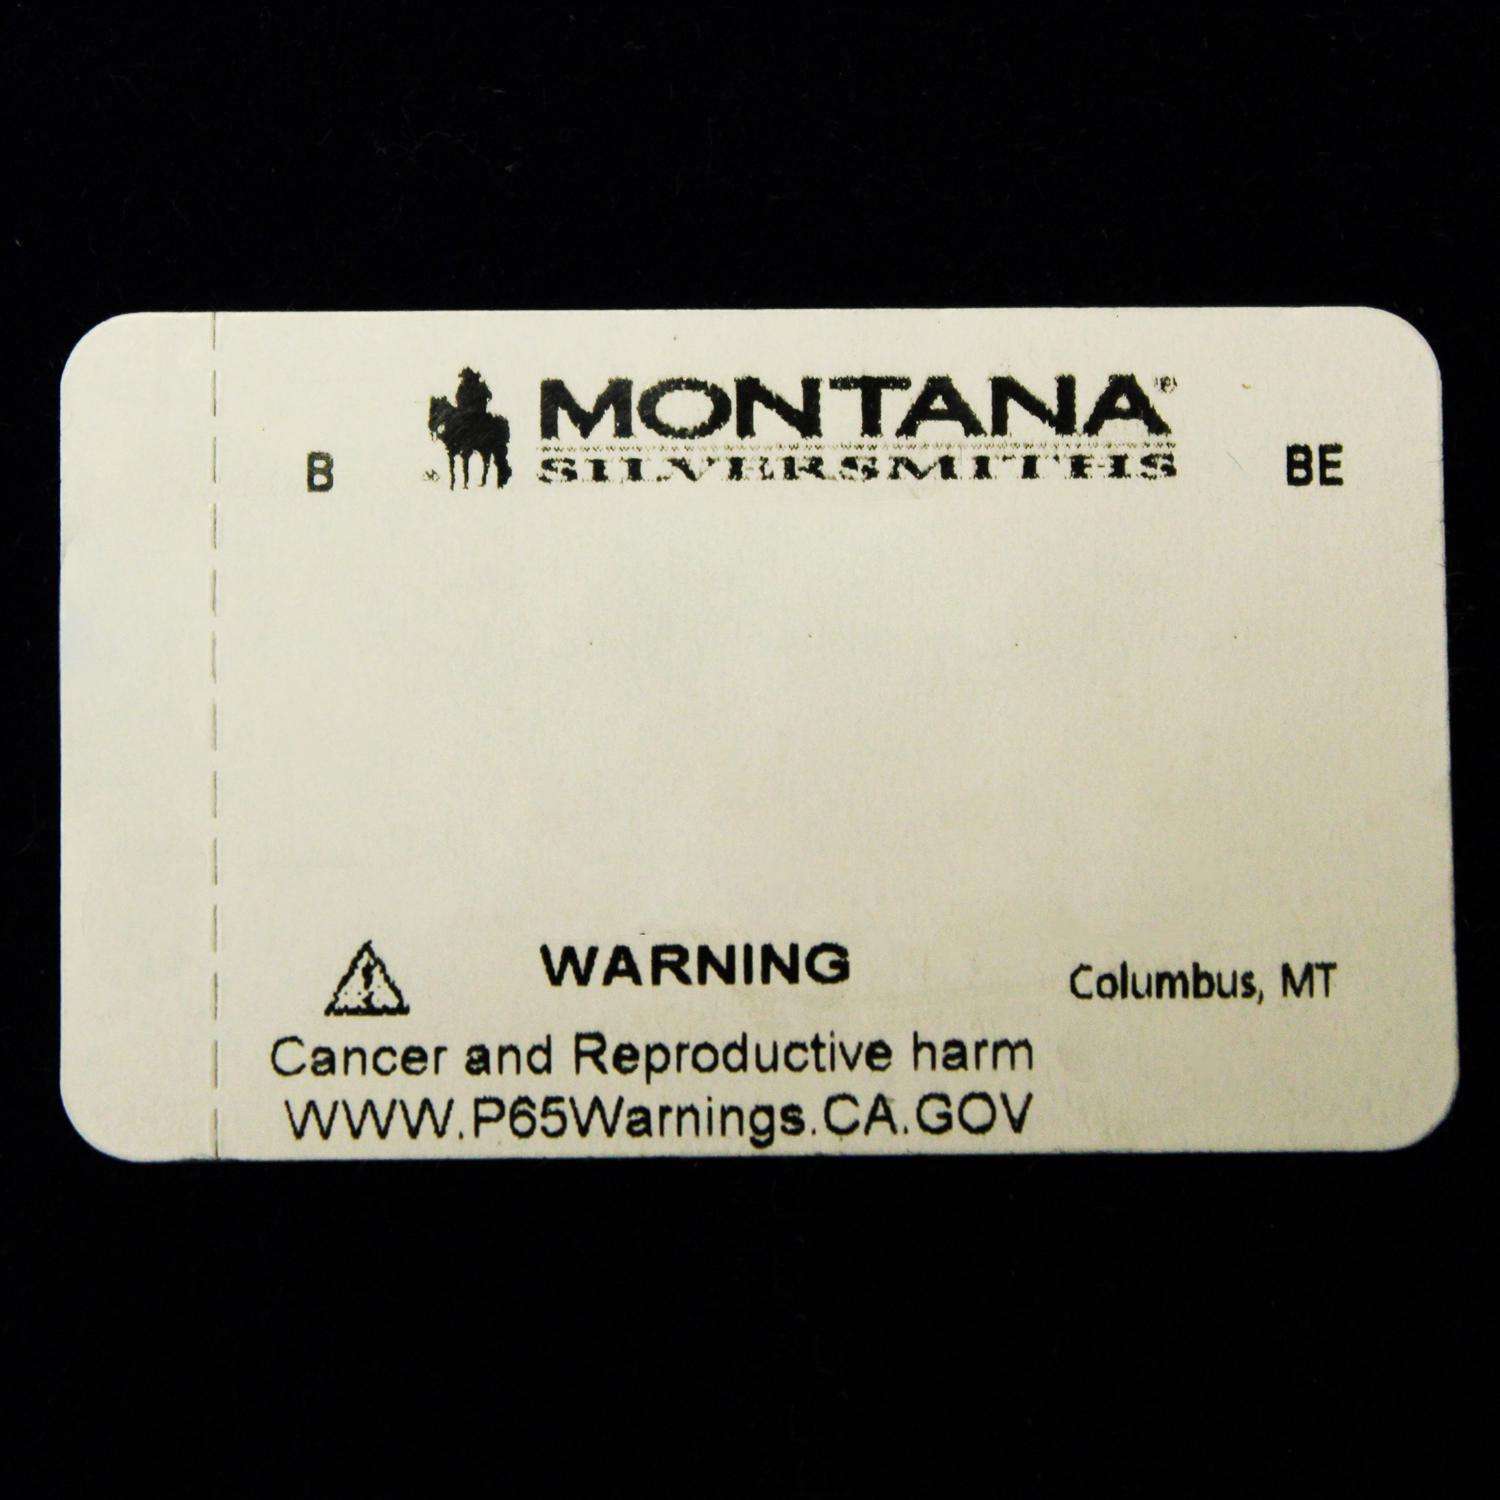 B MONTANA® BE
SILVERSMITHS
WARNING
Columbus, MT
Cancer and Reproductive harm
WWW.P65Warnings.CA.GOV